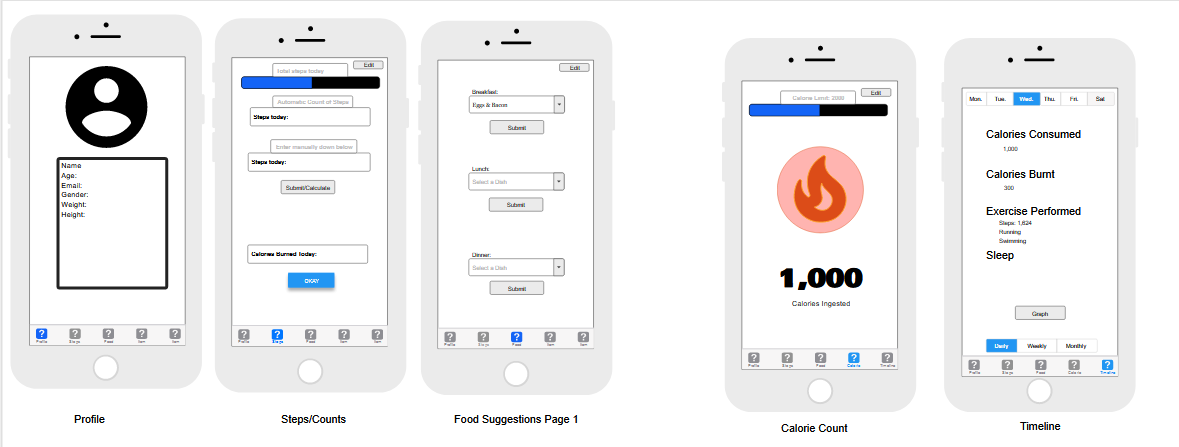 Name
Age:
Email:
Gender:
Weight:
Height:
Profile
Steps
Food
Item
Item
Profile
Total steps today
Edit
Automatic Count of Steps
Steps today:
Enter manually down below
Steps today:
Submit/Calculate
Calories Burned Today:
OKAY
Profile
Steps
Food
Item
Item
Steps/Counts
Edit
Breakfast:
Eggs & Bacon
Submit
Lunch:
Select a Dish
Submit
Dinner:
Select a Dish
Submit
Profile
Steps
Food
Item
Item
Food Suggestions Page 1
Calorie Limit: 2000
Edit
1,000
Calories Ingested
Profile
Steps
Food
Calorie
Timeline
Calorie Count
Mon. Tue. Wed. Thu. Fri. Sat
Calories Consumed
1,000
Calories Burnt
300
Exercise Performed
Steps: 1,624
Running
Swimming
Sleep
Graph
Daily Weekly Monthly
Profile
Steps
Food
Calorie
Timeline
Timeline